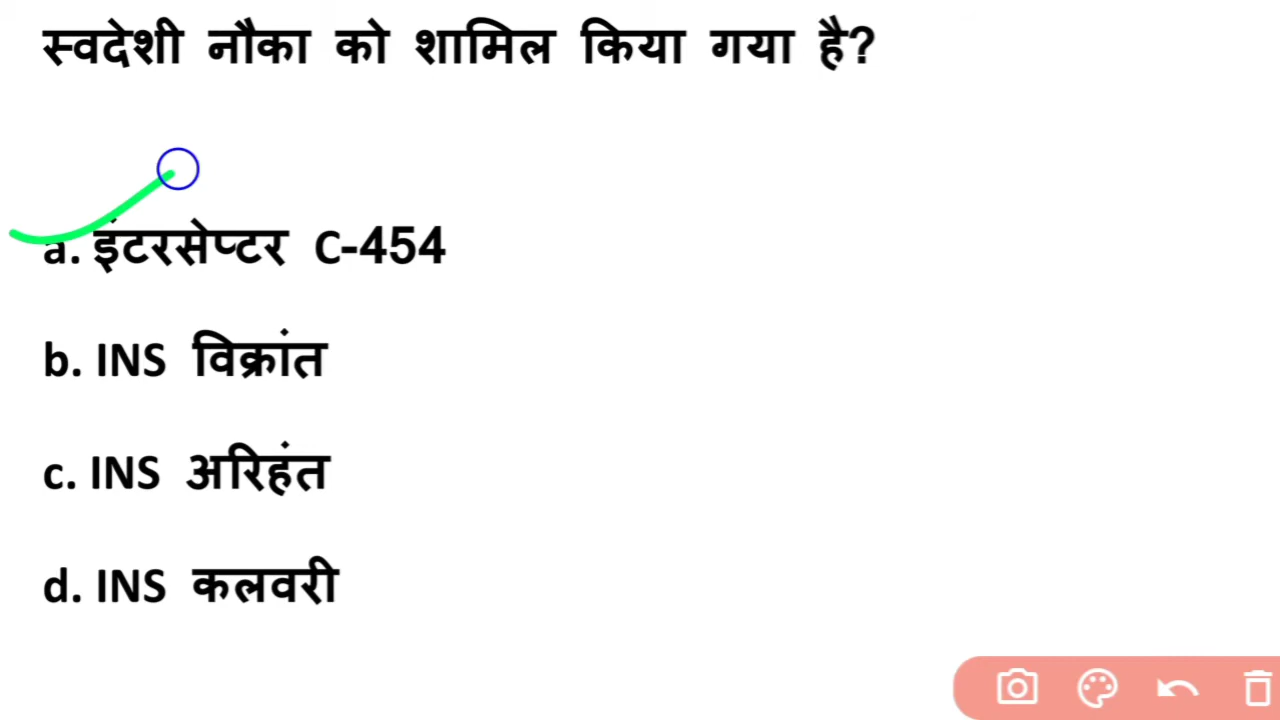 स्वदेशी नौका को शामिल किया गया है?
a. इंटरसेप्टर C-454
b. INS विक्रांत
c. INS अरिहंत
d. INS कलवरी